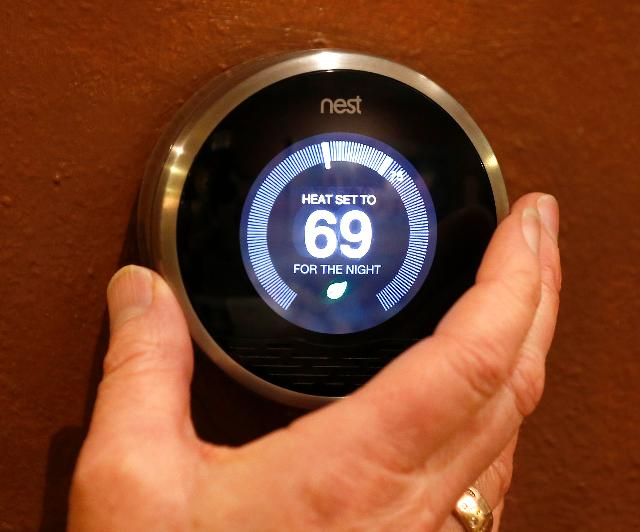 nest
HEAT SET TO
69
FOR THE NIGHT